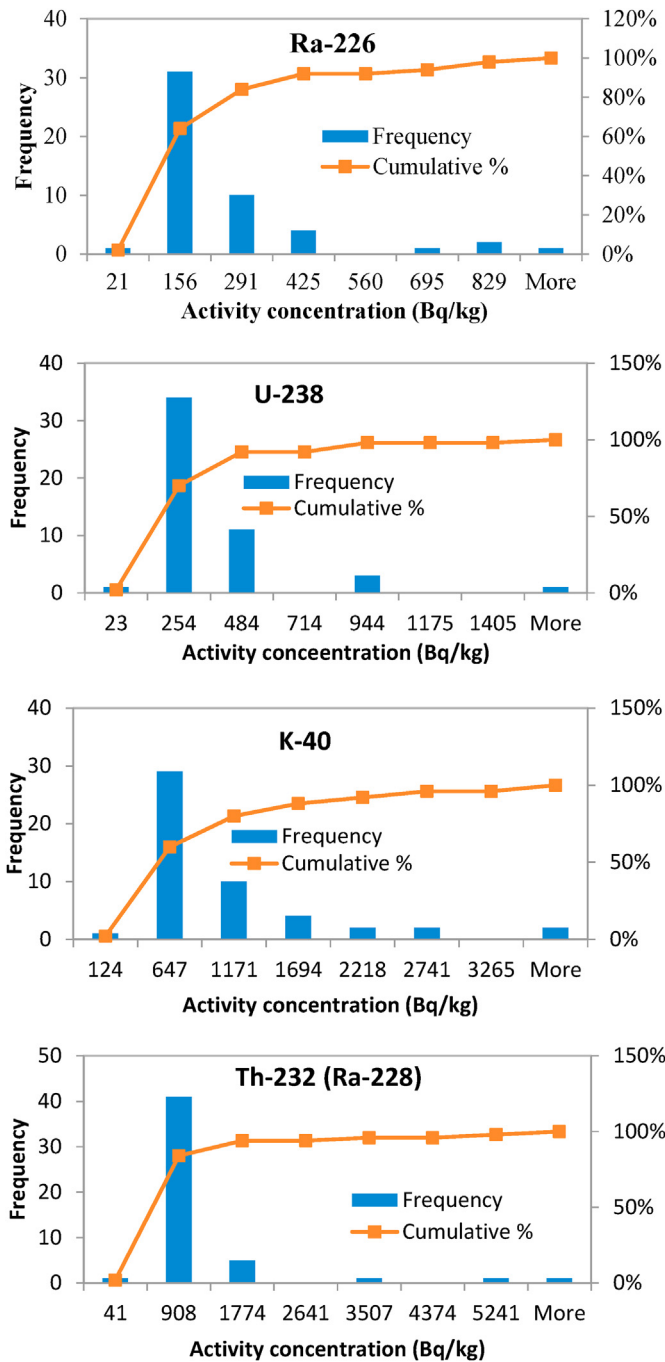 Ra-226
Frequency
40
30
20
10
0
120%
100%
80%
60%
40%
20%
0%
Frequency
Cumulative %
21 156 291 425 560 695 829 More
Activity concentration (Bq/kg)
U-238
Frequency
40
30
20
10
0
150%
100%
50%
0%
Frequency
Cumulative %
23 254 484 714 944 1175 1405 More
Activity conceentration (Bq/kg)
K-40
Frequency
40
30
20
10
0
150%
100%
50%
0%
Frequency
Cumulative %
124 647 1171 1694 2218 2741 3265 More
Activity concentration (Bq/kg)
Th-232 (Ra-228)
Frequency
50
40
30
20
10
0
150%
100%
50%
0%
Frequency
Cumulative %
41 908 1774 2641 3507 4374 5241 More
Activity concentration (Bq/kg)